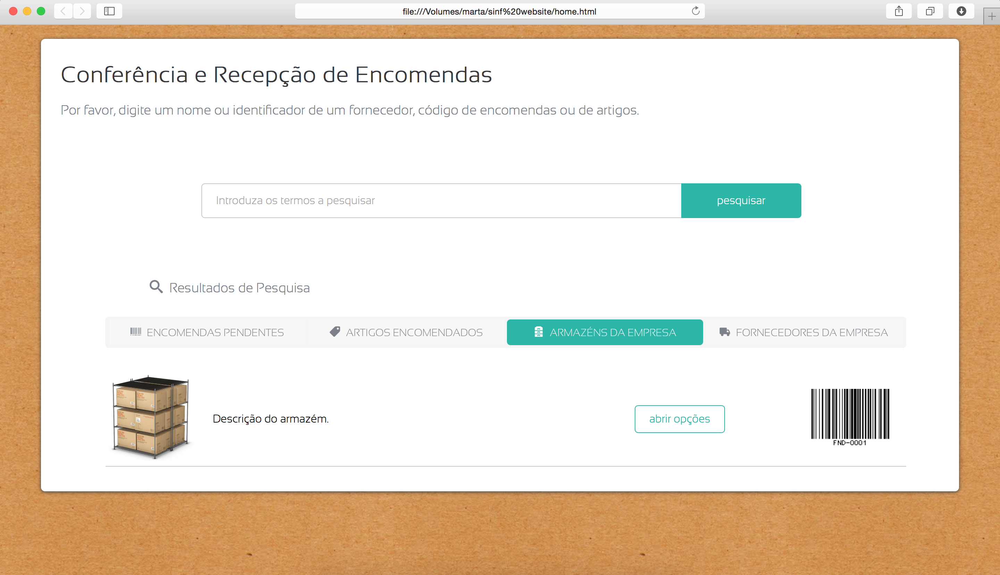 file:///Volumes/marta/sinf%20website/home.html
Conferência e Recepção de Encomendas
Por favor, digite um nome ou identificador de um fornecedor, código de encomendas ou de artigos.
Introduza os termos a pesquisar
pesquisar
Resultados de Pesquisa
ENCOMENDAS PENDENTES
ARTIGOS ENCOMENDADOS
ARMAZÉNS DA EMPRESA
FORNECEDORES DA EMPRESA
Descrição do armazém.
abrir opções
FND-0001